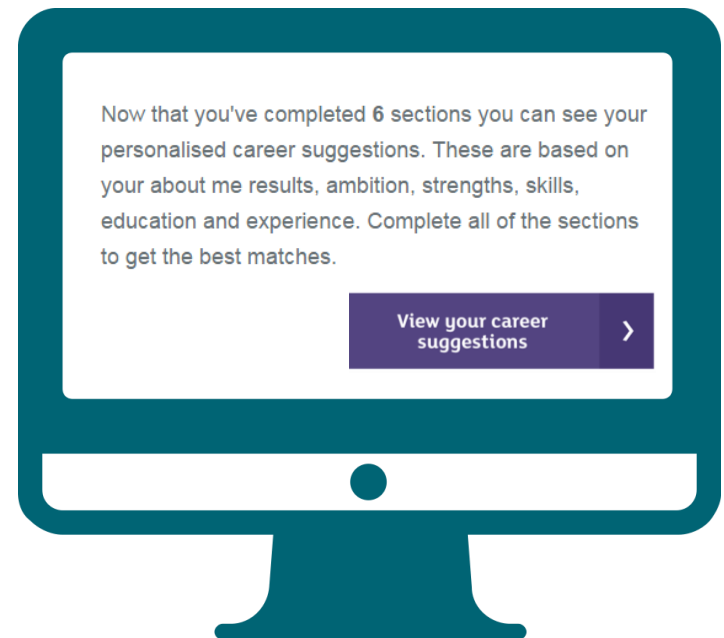 Now that you've completed 6 sections you can see your
personalised career suggestions. These are based on
your about me results, ambition, strengths, skills,
education and experience. Complete all of the sections
to get the best matches.
View your career
suggestions